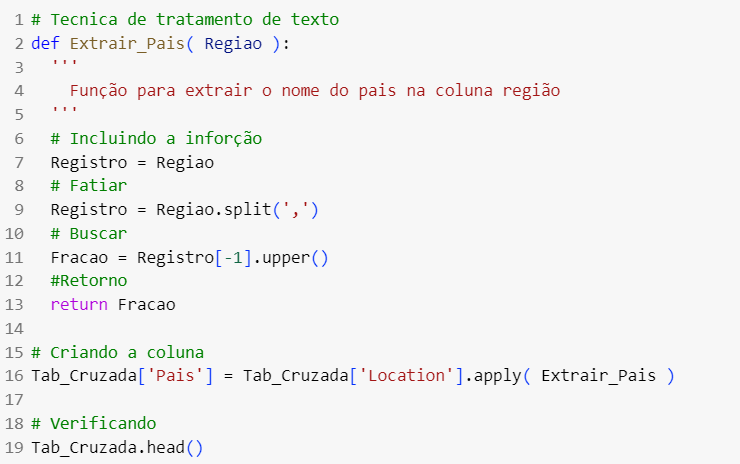 1 # Tecnica de tratamento de texto
2 def Extrair_Pais( Regiao ):
3   '''
4     Função para extrair o nome do pais na coluna região
5   '''
6   # Incluindo a inforção
7   Registro = Regiao
8   # Fatiar
9   Registro = Regiao.split(',')
10   # Buscar
11   Fracao = Registro[-1].upper()
12   #Retorno
13   return Fracao
14
15 # Criando a coluna
16 Tab_Cruzada['Pais'] = Tab_Cruzada['Location'].apply( Extrair_Pais )
17
18 # Verificando
19 Tab_Cruzada.head()